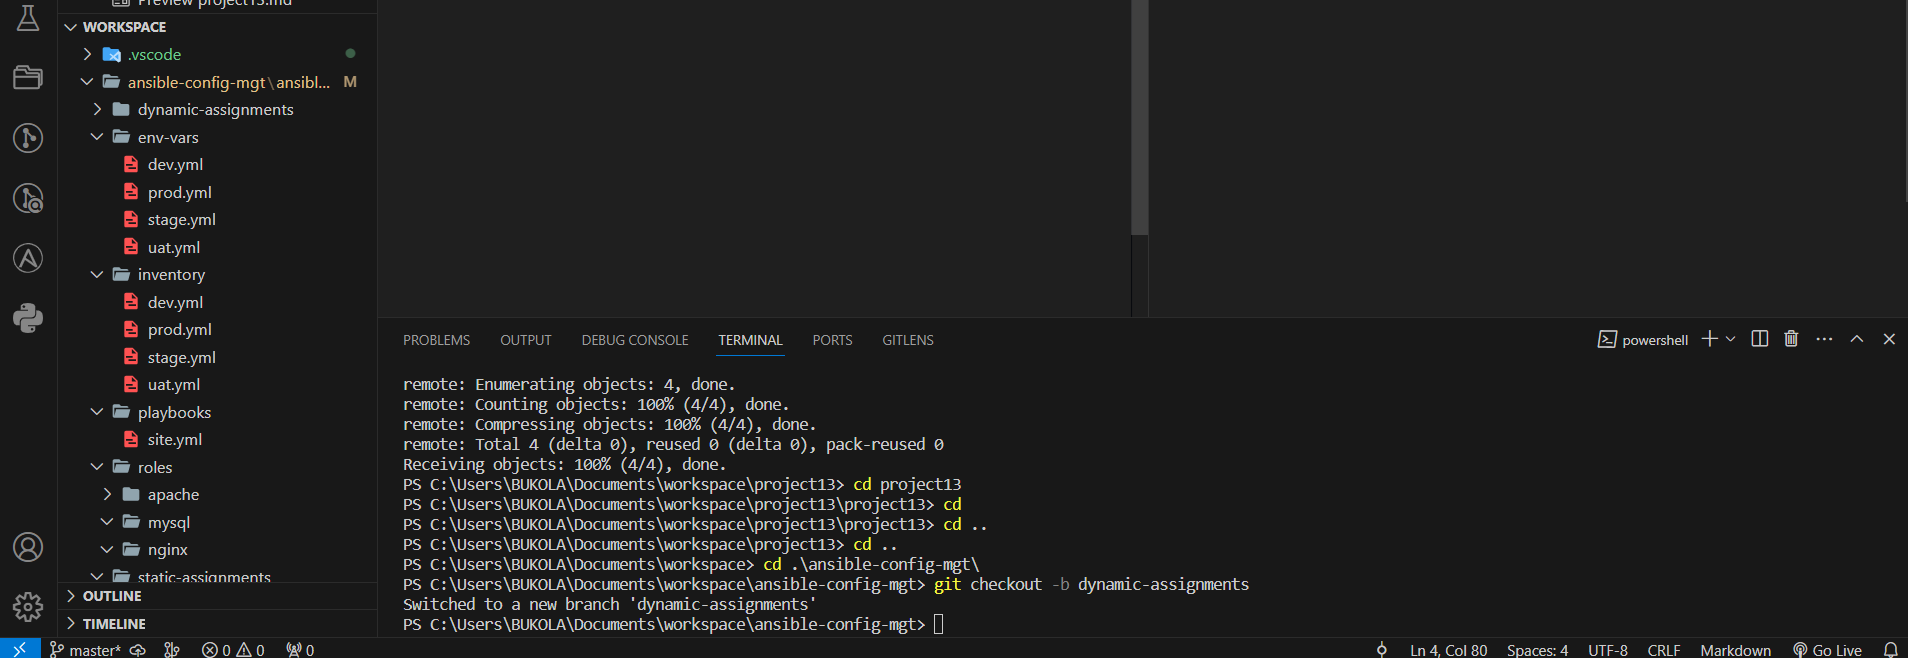 Preview project13.md
WORKSPACE
.vscode
ansible-config-mgt\ansibl... M
dynamic-assignments
env-vars
dev.yml
prod.yml
stage.yml
uat.yml
inventory
dev.yml
prod.yml
stage.yml
uat.yml
playbooks
site.yml
roles
apache
mysql
nginx
static-assignments
OUTLINE
TIMELINE
PROBLEMS OUTPUT DEBUG CONSOLE TERMINAL PORTS GITLENS
powershell
remote: Enumerating objects: 4, done.
remote: Counting objects: 100% (4/4), done.
remote: Compressing objects: 100% (4/4), done.
remote: Total 4 (delta 0), reused 0 (delta 0), pack-reused 0
Receiving objects: 100% (4/4), done.
PS C:\Users\BUKOLA\Documents\workspace\project13> cd project13
PS C:\Users\BUKOLA\Documents\workspace\project13\project13> cd
PS C:\Users\BUKOLA\Documents\workspace\project13\project13> cd ..
PS C:\Users\BUKOLA\Documents\workspace\project13> cd ..
PS C:\Users\BUKOLA\Documents\workspace> cd .\ansible-config-mgt\
PS C:\Users\BUKOLA\Documents\workspace\ansible-config-mgt> git checkout -b dynamic-assignments
Switched to a new branch 'dynamic-assignments'
PS C:\Users\BUKOLA\Documents\workspace\ansible-config-mgt>
master* 0 0 0 Ln 4, Col 80 Spaces: 4 UTF-8 CRLF Markdown Go Live